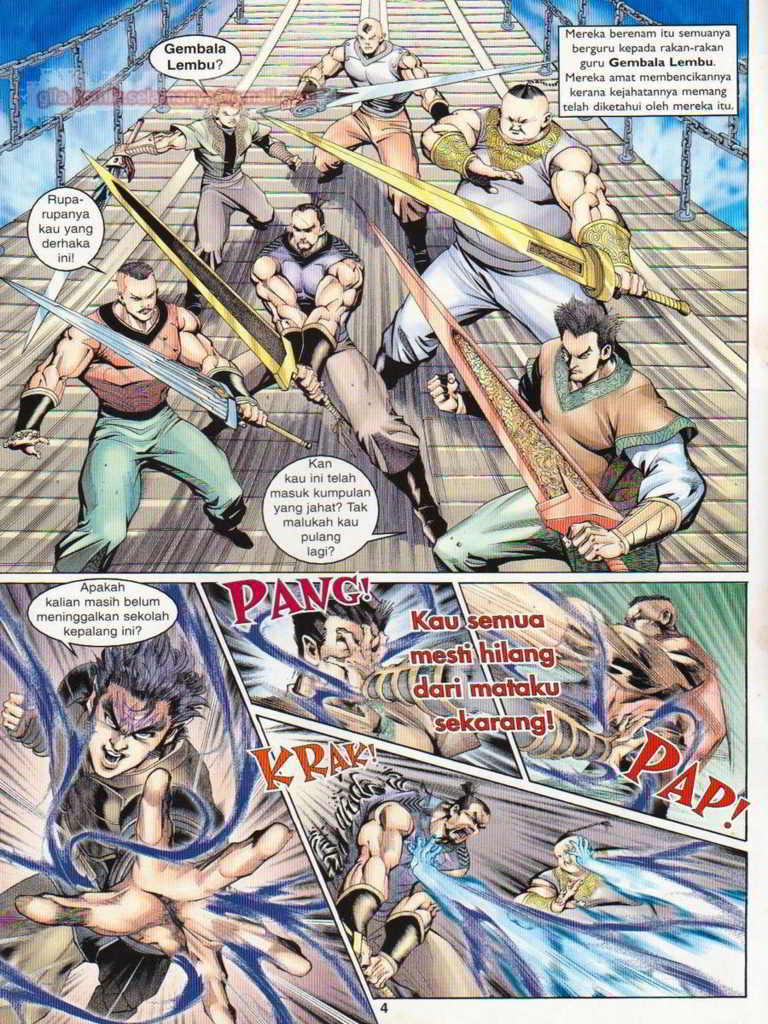 Mereka berenam itu semuanya
berguru kepada rakan-rakan
guru Gembala Lembu.
Mereka amat membencikannya
kerana kejahatannya memang
telah diketahui oleh mereka itu.
Gembala
Lembu?
Rupa-
rupanya
kau yang
derhaka
ini!
Kan
kau ini telah
masuk kumpulan
yang jahat? Tak
malukah kau
pulang
lagi?
Apakah
kalian masih belum
meninggalkan sekolah
kepalang ini?
PANG!
Kau semua
mesti hilang
dari mataku
sekarang!
PAP!
KRAK!
4